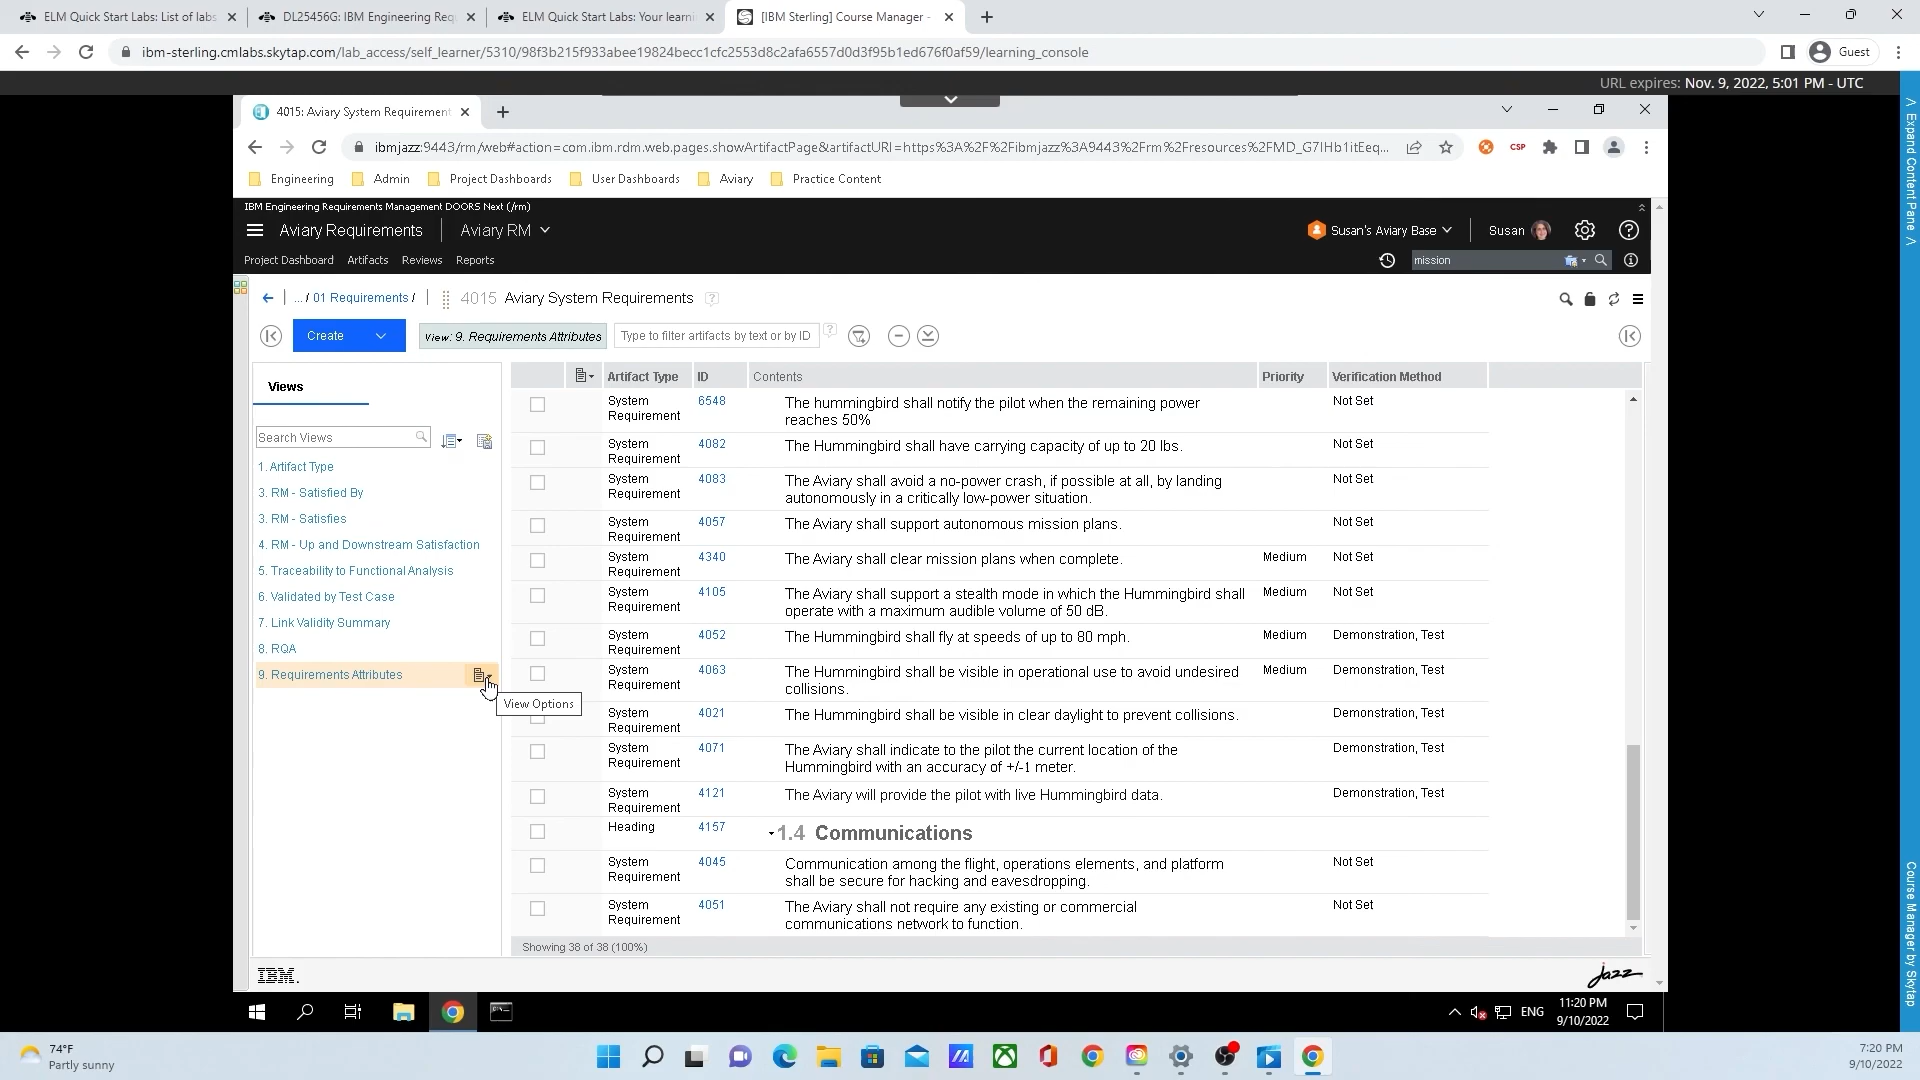 ELM Quick Start Labs: List of labs
DL25456G: IBM Engineering Req
ELM Quick Start Labs: Your learni
[IBM Sterling] Course Manager -
ibm-sterling.cmlabs.skytap.com/lab_access/self_learner/5310/98f3b215f933abee19824becc1cfc2553d8c2afa6557d0d3f95b1ed676f0af59/learning_console
Guest
URL expires: Nov. 9, 2022, 5:01 PM - UTC
4015: Aviary System Requirement
ibmjazz:9443/rm/web#action=com.ibm.rdm.web.pages.showArtifactPage&artifactURI=https%3A%2F%2Fibmjazz%3A9443%2Frm%2Fresources%2FMD_G7IHb1itEeq...
CSP
Engineering
Admin
Project Dashboards
User Dashboards
Aviary
Practice Content
IBM Engineering Requirements Management DOORS Next (/rm)
Aviary Requirements
Aviary RM
Susan's Aviary Base
Susan
Project Dashboard
Artifacts
Reviews
Reports
mission
... / 01 Requirements /
4015 Aviary System Requirements
Create
View: 9. Requirements Attributes
Type to filter artifacts by text or by ID
Views
Search Views
1. Artifact Type
3. RM - Satisfied By
3. RM - Satisfies
4. RM - Up and Downstream Satisfaction
5. Traceability to Functional Analysis
6. Validated by Test Case
7. Link Validity Summary
8. RQA
9. Requirements Attributes
View Options
Artifact Type ID Contents Priority Verification Method
System Requirement 6548 The hummingbird shall notify the pilot when the remaining power Not Set
reaches 50%
System Requirement 4082 The Hummingbird shall have carrying capacity of up to 20 lbs. Not Set
System Requirement 4083 The Aviary shall avoid a no-power crash, if possible at all, by landing Not Set
autonomously in a critically low-power situation.
System Requirement 4057 The Aviary shall support autonomous mission plans. Not Set
System Requirement 4340 The Aviary shall clear mission plans when complete. Medium Not Set
System Requirement 4105 The Aviary shall support a stealth mode in which the Hummingbird shall Medium Not Set
operate with a maximum audible volume of 50 dB.
System Requirement 4052 The Hummingbird shall fly at speeds of up to 80 mph. Medium Demonstration, Test
System Requirement 4063 The Hummingbird shall be visible in operational use to avoid undesired Medium Demonstration, Test
collisions.
System Requirement 4021 The Hummingbird shall be visible in clear daylight to prevent collisions. Demonstration, Test
System Requirement 4071 The Aviary shall indicate to the pilot the current location of the Demonstration, Test
Hummingbird with an accuracy of +/-1 meter.
System Requirement 4121 The Aviary will provide the pilot with live Hummingbird data. Demonstration, Test
Heading 4157 1.4 Communications
System Requirement 4045 Communication among the flight, operations elements, and platform Not Set
shall be secure for hacking and eavesdropping.
System Requirement 4051 The Aviary shall not require any existing or commercial Not Set
communications network to function.
Showing 38 of 38 (100%)
IBM.
jazz
ENG
11:20 PM
9/10/2022
Expand Content Pane
Course Manager by Skytap
74°F
Partly sunny
7:20 PM
9/10/2022